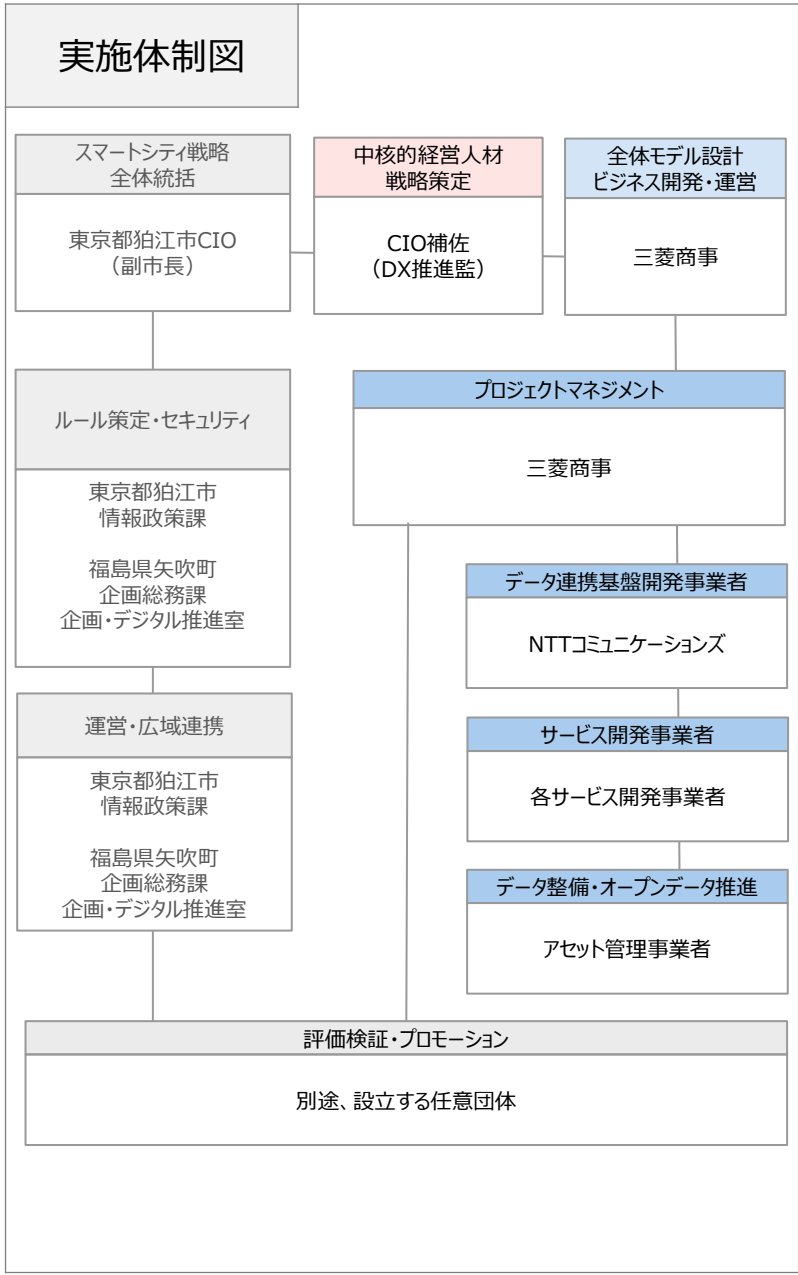 実施体制図
スマートシティ戦略
全体統括
東京都狛江市CIO
（副市長）
中核的経営人材
戦略策定
CIO補佐
（DX推進監）
全体モデル設計
ビジネス開発・運営
三菱商事
ルール策定・セキュリティ
東京都狛江市
情報政策課
福島県矢吹町
企画総務課
企画・デジタル推進室
プロジェクトマネジメント
三菱商事
データ連携基盤開発事業者
NTTコミュニケーションズ
サービス開発事業者
各サービス開発事業者
データ整備・オープンデータ推進
アセット管理事業者
運営・広域連携
東京都狛江市
情報政策課
福島県矢吹町
企画総務課
企画・デジタル推進室
評価検証・プロモーション
別途、設立する任意団体